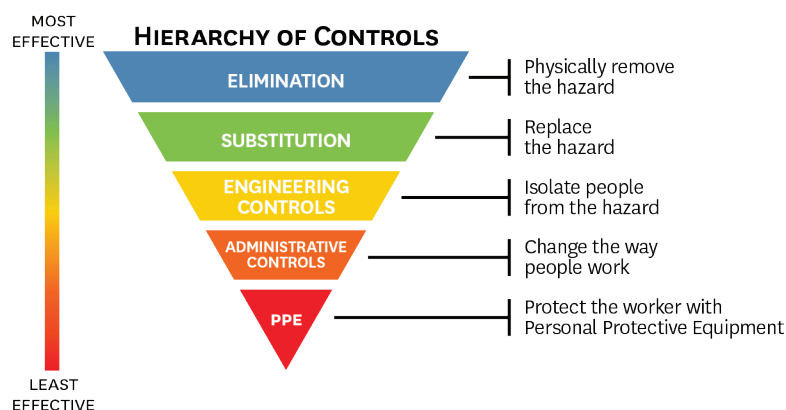 MOST
EFFECTIVE
HIERARCHY OF CONTROLS
ELIMINATION
Physically remove
the hazard
SUBSTITUTION
Replace
the hazard
ENGINEERING
CONTROLS
Isolate people
from the hazard
ADMINISTRATIVE
CONTROLS
Change the way
people work
PPE
Protect the worker with
Personal Protective Equipment
LEAST
EFFECTIVE